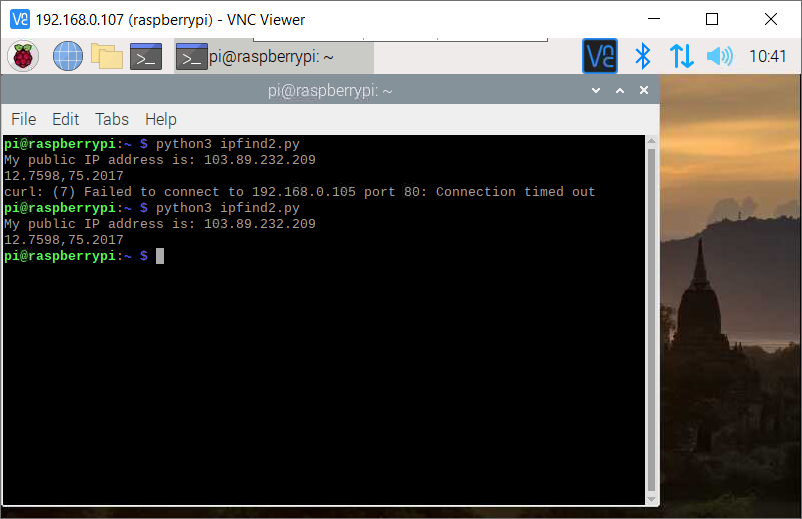 192.168.0.107 (raspberrypi) - VNC Viewer
pi@raspberrypi: ~
10:41
pi@raspberrypi: ~
File Edit Tabs Help
pi@raspberrypi:~ $ python3 ipfind2.py
My public IP address is: 103.89.232.209
12.7598,75.2017
curl: (7) Failed to connect to 192.168.0.105 port 80: Connection timed out
pi@raspberrypi:~ $ python3 ipfind2.py
My public IP address is: 103.89.232.209
12.7598,75.2017
pi@raspberrypi:~ $